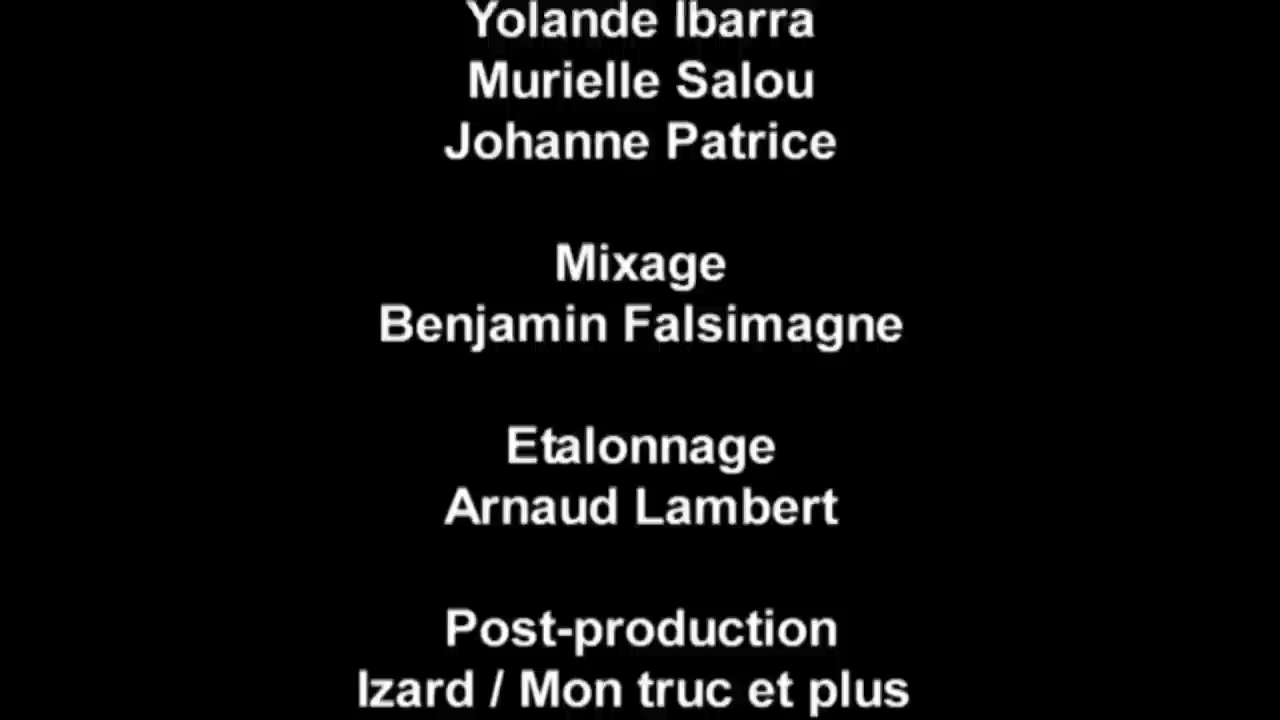 Yolande Ibarra
Murielle Salou
Johanne Patrice
Mixage
Benjamin Falsimagne
Etalonnage
Arnaud Lambert
Post-production
Izard / Mon truc et plus